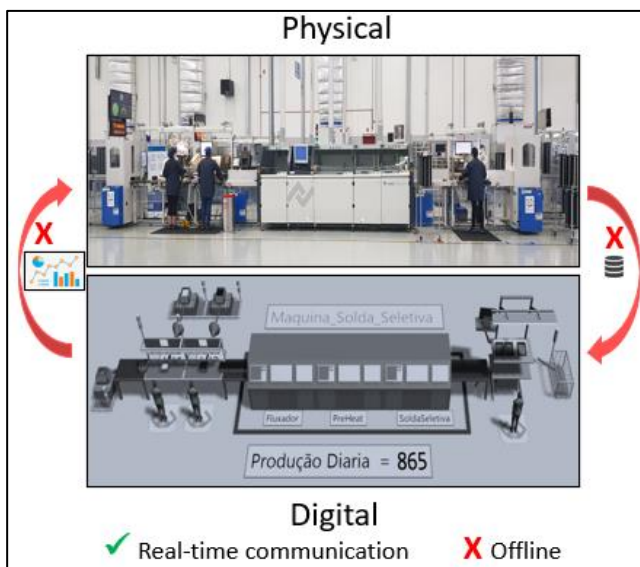 Physical
X
X
Maquina_Solda_Seletiva
Fluxador
PreHeat
SoldaSeletiva
Produção Diaria = 865
Digital
✓ Real-time communication
X Offline